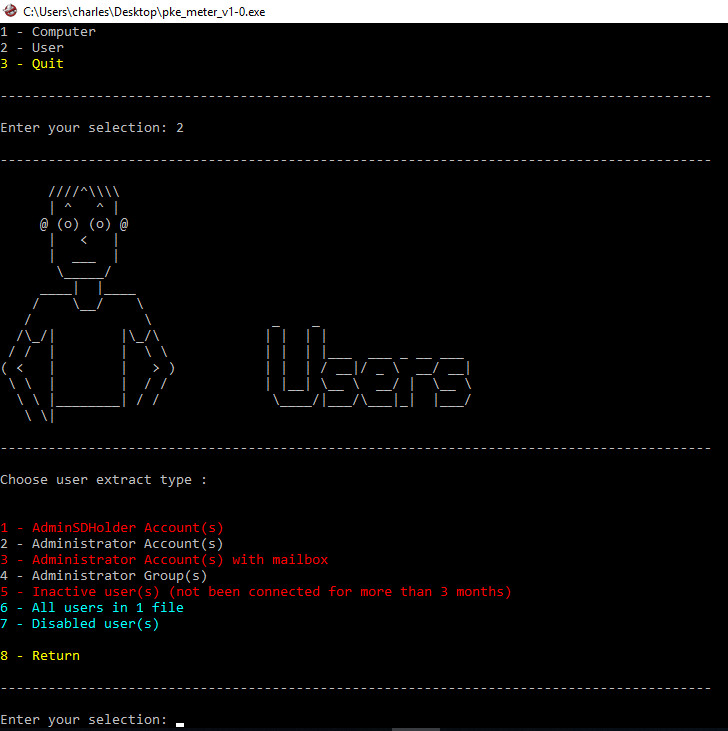 C:\Users\charles\Desktop\pke_meter_v1-0.exe
1 - Computer
2 - User
3 - Quit
Enter your selection: 2
Users
Choose user extract type :
1 - AdminSDHolder Account(s)
2 - Administrator Account(s)
3 - Administrator Account(s) with mailbox
4 - Administrator Group(s)
5 - Inactive user(s) (not been connected for more than 3 months)
6 - All users in 1 file
7 - Disabled user(s)
8 - Return
Enter your selection: